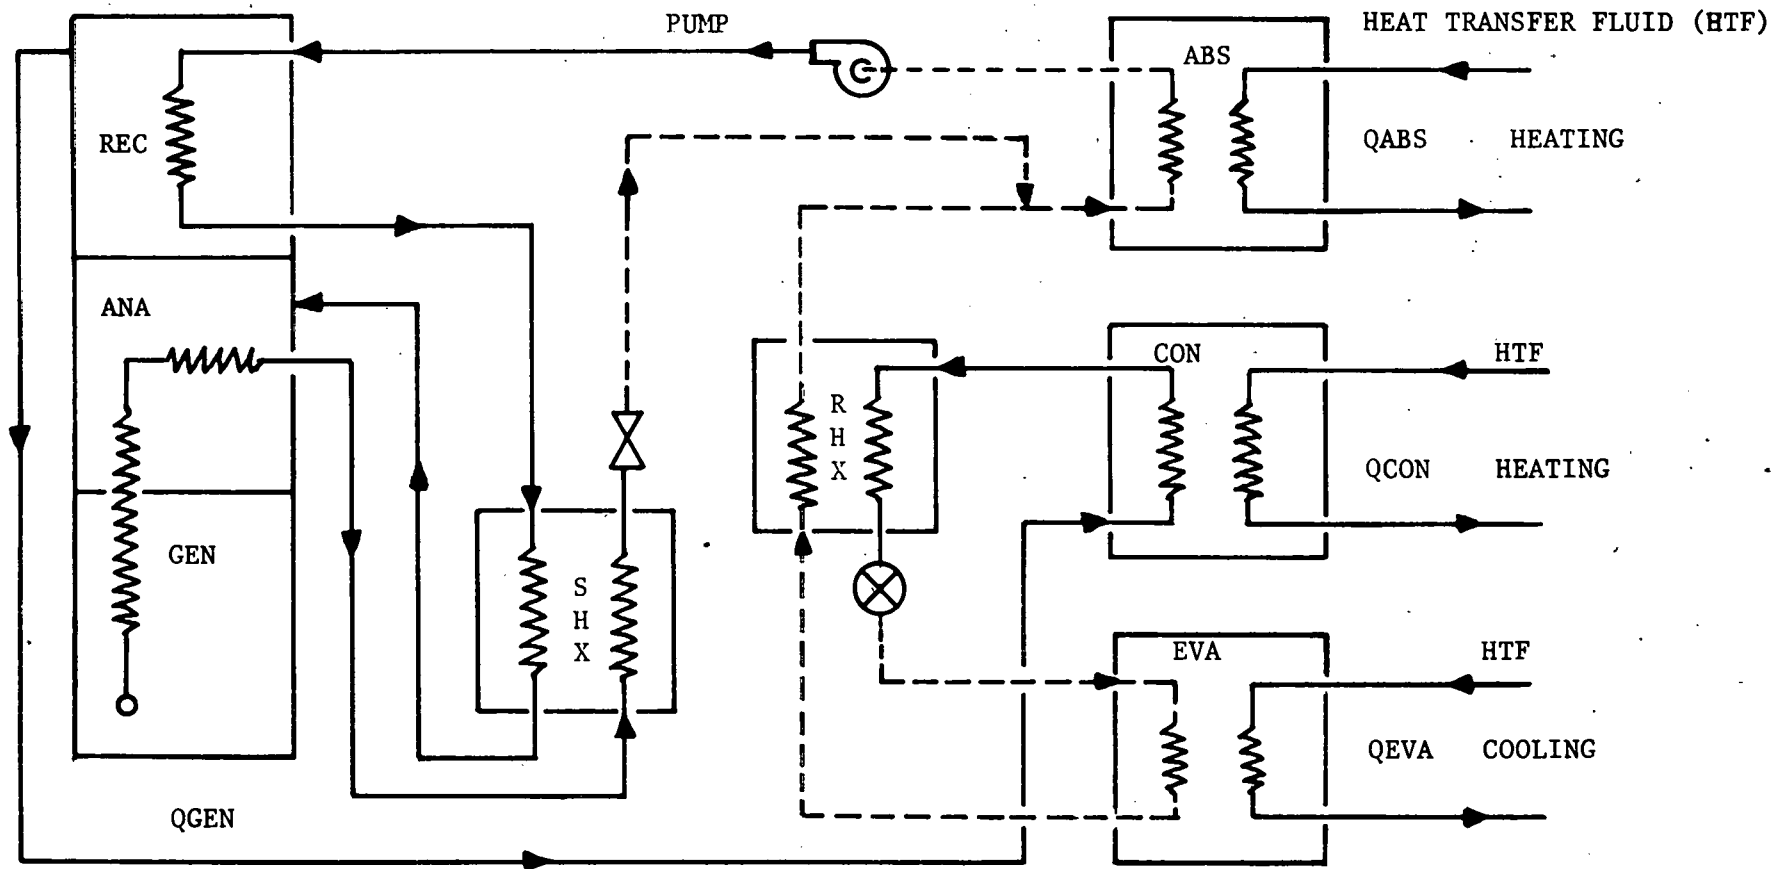 PUMP
HEAT TRANSFER FLUID (HTF)
ABS
REC
QABS HEATING
ANA
CON
HTF
R
H
X
QCON HEATING
GEN
S
H
X
EVA
HTF
QEVA COOLING
QGEN